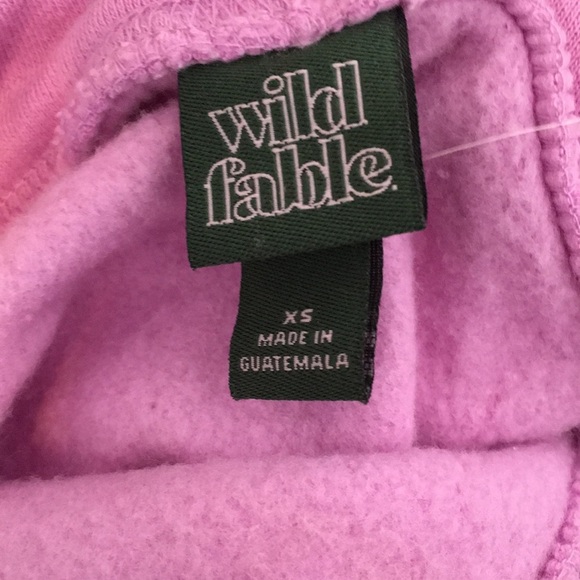 wild
fable.
XS
MADE IN
GUATEMALA